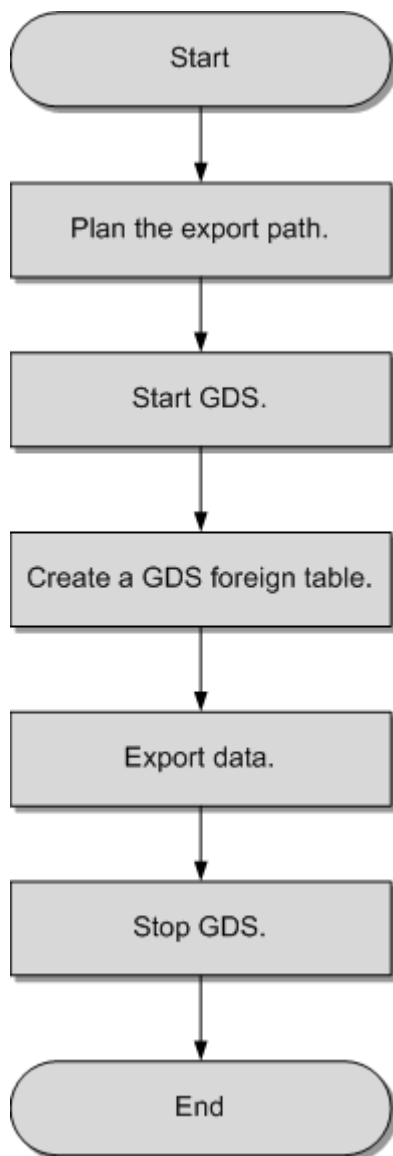 Start
Plan the export path.
Start GDS.
Create a GDS foreign table.
Export data.
Stop GDS.
End